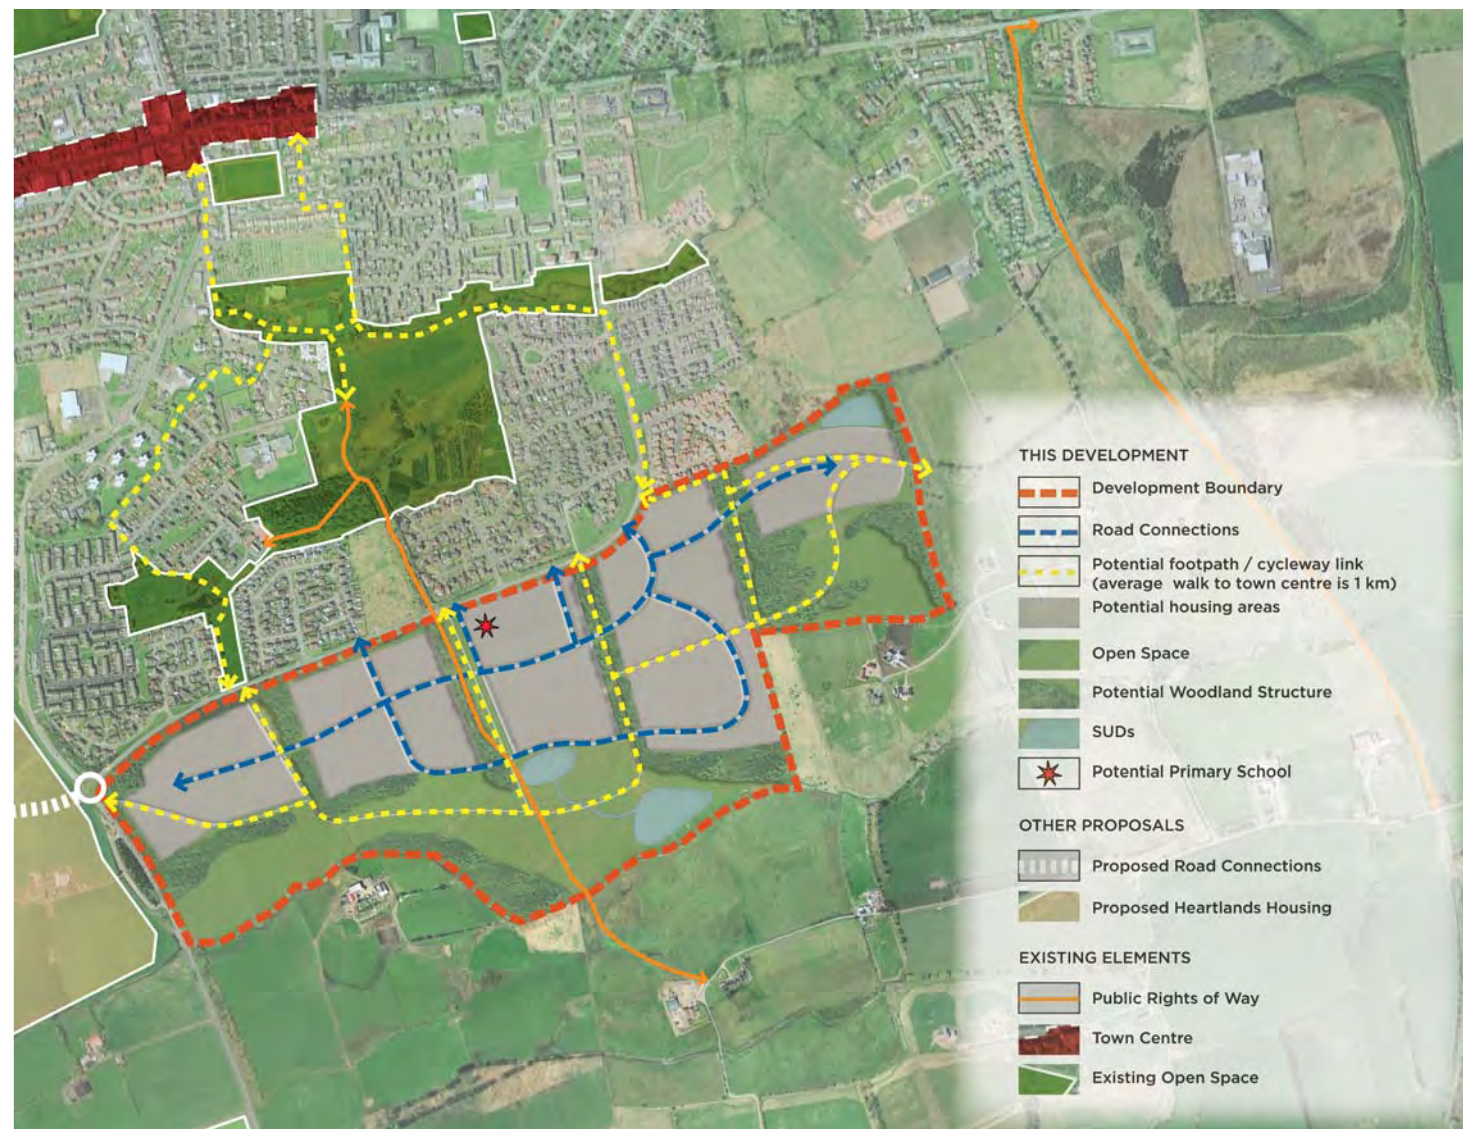 THIS DEVELOPMENT
Development Boundary
Road Connections
Potential footpath / cycleway link
(average walk to town centre is 1 km)
Potential housing areas
Open Space
Potential Woodland Structure
SUDs
Potential Primary School
OTHER PROPOSALS
Proposed Road Connections
Proposed Heartlands Housing
EXISTING ELEMENTS
Public Rights of Way
Town Centre
Existing Open Space